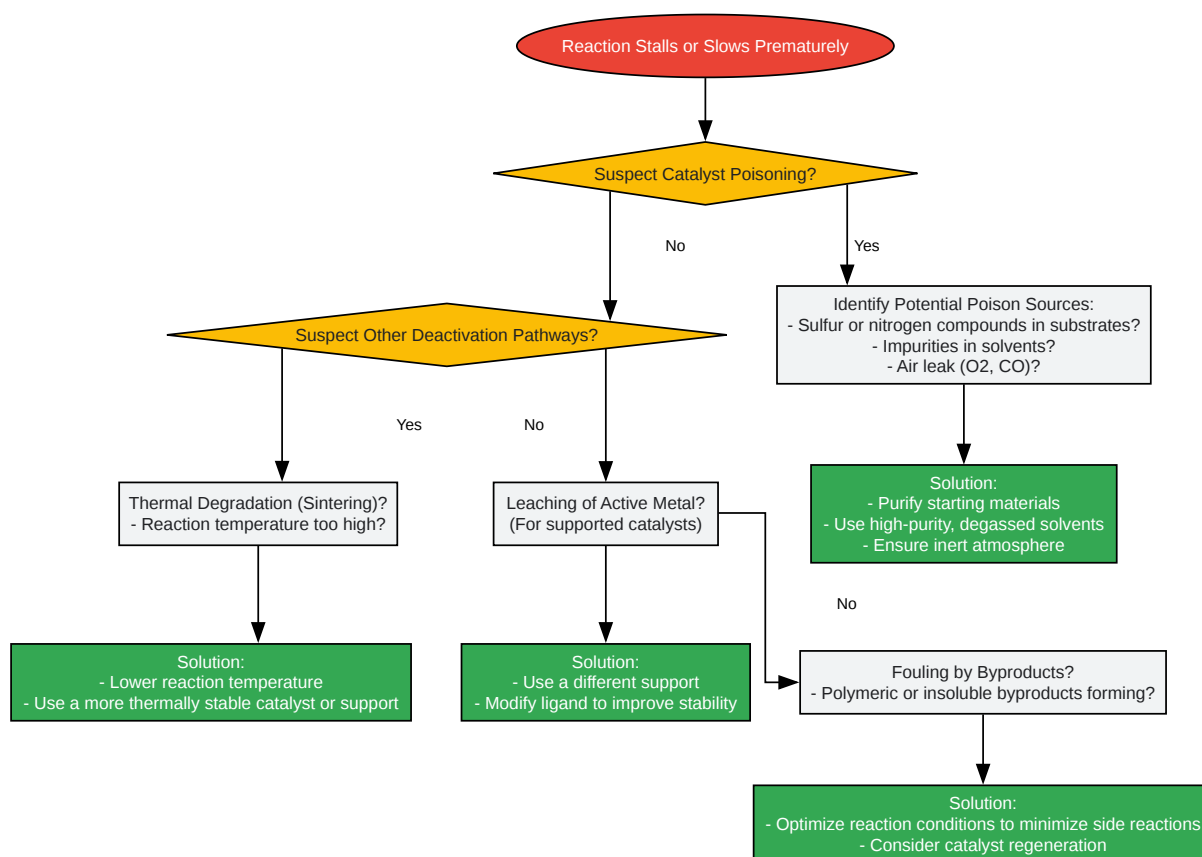 Reaction Stalls or Slows Prematurely
Suspect Catalyst Poisoning?
No
Yes
Identify Potential Poison Sources:
- Sulfur or nitrogen compounds in substrates?
- Impurities in solvents?
- Air leak (O2, CO)?
Suspect Other Deactivation Pathways?
Yes
No
Solution:
- Purify starting materials
- Use high-purity, degassed solvents
- Ensure inert atmosphere
Thermal Degradation (Sintering)?
- Reaction temperature too high?
Leaching of Active Metal?
(For supported catalysts)
No
Solution:
- Lower reaction temperature
- Use a more thermally stable catalyst or support
Solution:
- Use a different support
- Modify ligand to improve stability
Fouling by Byproducts?
- Polymeric or insoluble byproducts forming?
Solution:
- Optimize reaction conditions to minimize side reactions
- Consider catalyst regeneration